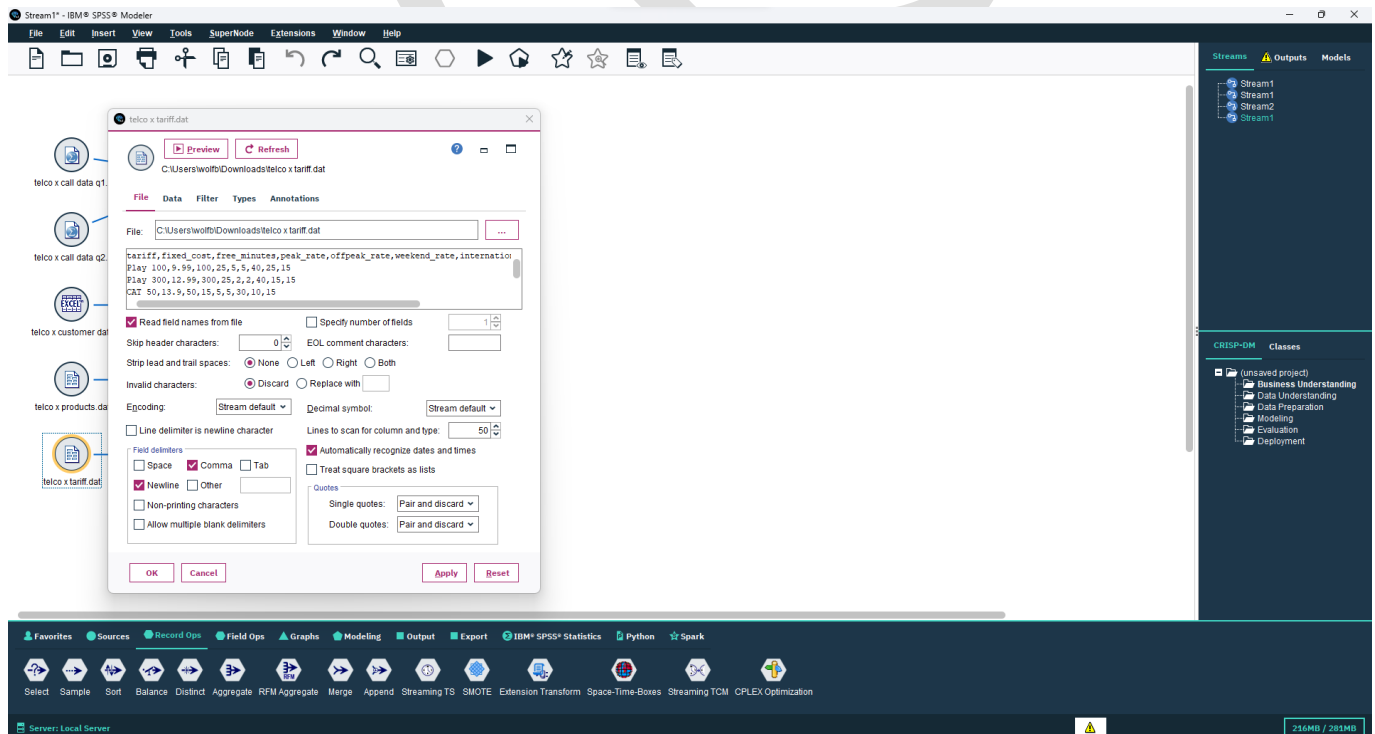 Stream1* - IBM® SPSS® Modeler
File Edit Insert View Tools SuperNode Extensions Window Help
Streams Outputs Models
Stream1
Stream1
Stream2
Stream1
telco x tariff.dat
Preview Refresh
C:\Users\wolfb\Downloads\telco x tariff.dat
File Data Filter Types Annotations
File: C:\Users\wolfb\Downloads\telco x tariff.dat ...
tariff,fixed_cost,free_minutes,peak_rate,offpeak_rate,weekend_rate,internation
Play 100,9.99,100,25,5,5,40,25,15
Play 300,12.99,300,25,2,2,40,15,15
CAT 50,13.9,50,15,5,5,30,10,15
Read field names from file Specify number of fields 1
Skip header characters: 0 EOL comment characters:
Strip lead and trail spaces: None Left Right Both
Invalid characters: Discard Replace with
Encoding: Stream default Decimal symbol: Stream default
Line delimiter is newline character Lines to scan for column and type: 50
Field delimiters Automatically recognize dates and times
Space Comma Tab Treat square brackets as lists
Newline Other Quotes
Non-printing characters Single quotes: Pair and discard
Allow multiple blank delimiters Double quotes: Pair and discard
OK Cancel Apply Reset
telco x call data q1.
telco x call data q2.
EXCEL
telco x customer dat
telco x products.da
telco x tariff.dat
CRISP-DM Classes
(unsaved project)
Business Understanding
Data Understanding
Data Preparation
Modeling
Evaluation
Deployment
Favorites Sources Record Ops Field Ops Graphs Modeling Output Export IBM® SPSS® Statistics Python Spark
RFM
Select Sample Sort Balance Distinct Aggregate RFM Aggregate Merge Append Streaming TS SMOTE Extension Transform Space-Time-Boxes Streaming TCM CPLEX Optimization
Server: Local Server 216MB / 281MB